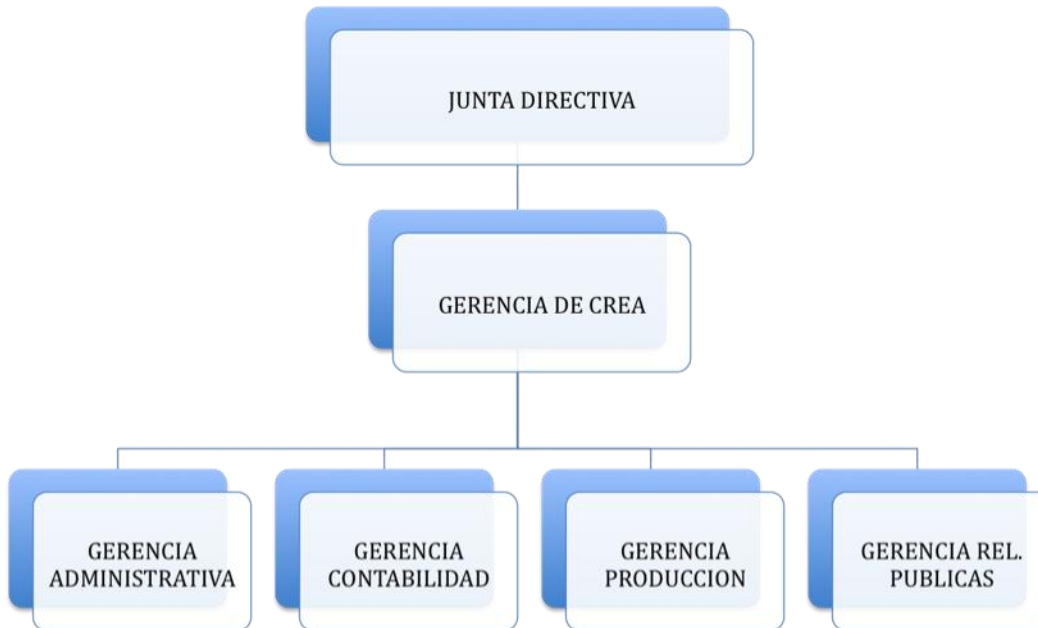 JUNTA DIRECTIVA
GERENCIA DE CREA
GERENCIA
ADMINISTRATIVA
GERENCIA
CONTABILIDAD
GERENCIA
PRODUCCION
GERENCIA REL.
PUBLICAS